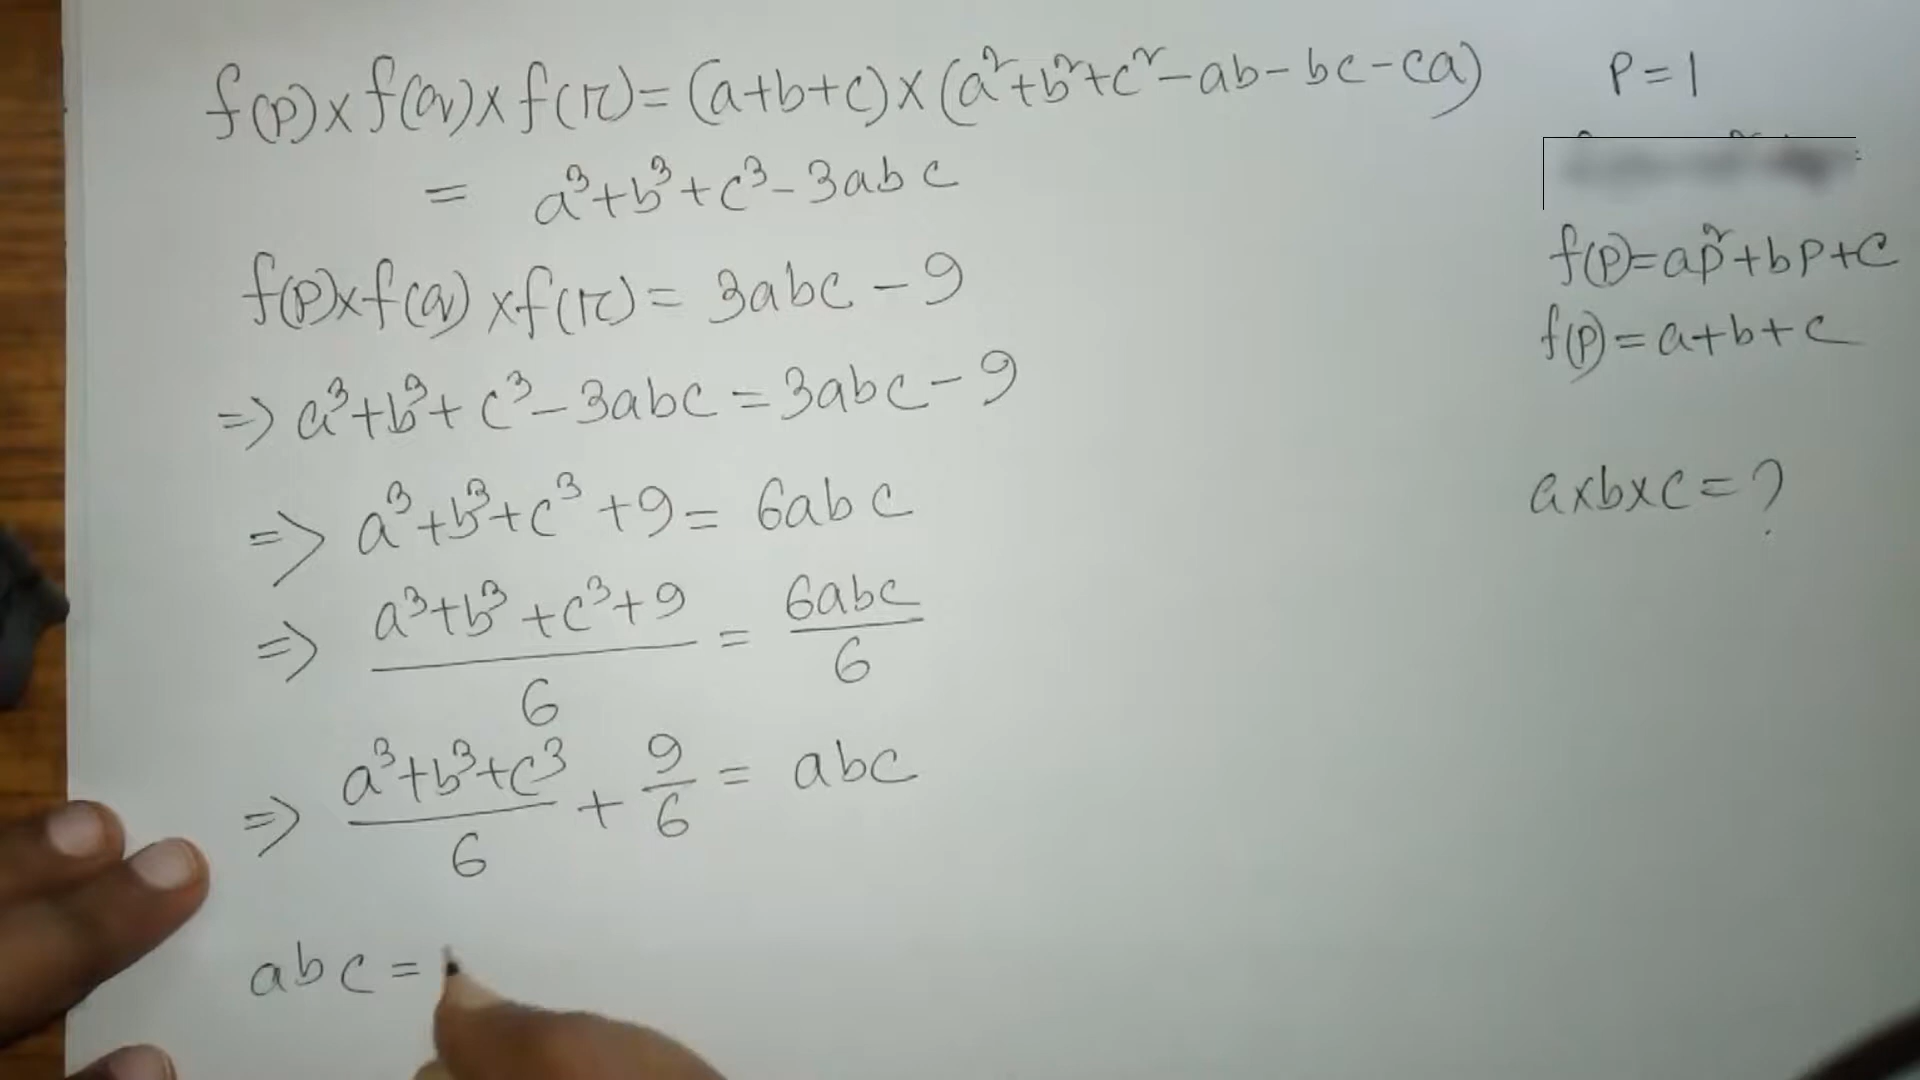 f(p)×f(q)×f(r)=(a+b+c)×(a²+b²+c²-ab-bc-ca)
= a³+b³+c³-3abc
f(p)×f(q)×f(r)= 3abc-9
=> a³+b³+c³-3abc=3abc-9
=> a³+b³+c³+9= 6abc
=> (a³+b³+c³+9)/6 = 6abc/6
=> (a³+b³+c³)/6 + 9/6 = abc
abc=
P=1
f(p)=ap²+bp+c
f(p)=a+b+c
a×b×c=?